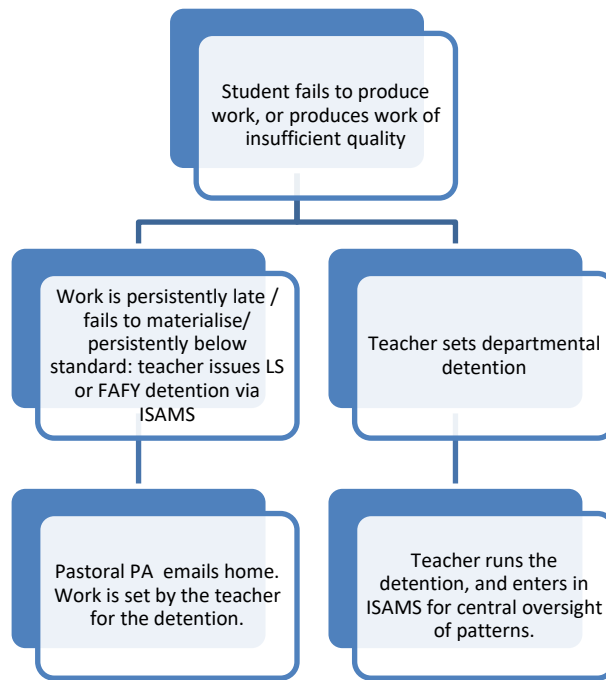 Student fails to produce
work, or produces work of
insufficient quality
Work is persistently late /
fails to materialise/
persistently below
standard: teacher issues LS
or FAFY detention via
ISAMS
Teacher sets departmental
detention
Pastoral PA  emails home.
Work is set by the teacher
for the detention.
Teacher runs the
detention, and enters in
ISAMS for central oversight
of patterns.